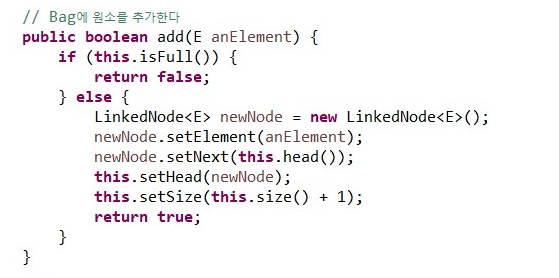 // Bag에 원소를 추가한다
public boolean add(E anElement) {
    if (this.isFull()) {
        return false;
    } else {
        LinkedNode<E> newNode = new LinkedNode<E>();
        newNode.setElement(anElement);
        newNode.setNext(this.head());
        this.setHead(newNode);
        this.setSize(this.size() + 1);
        return true;
    }
}